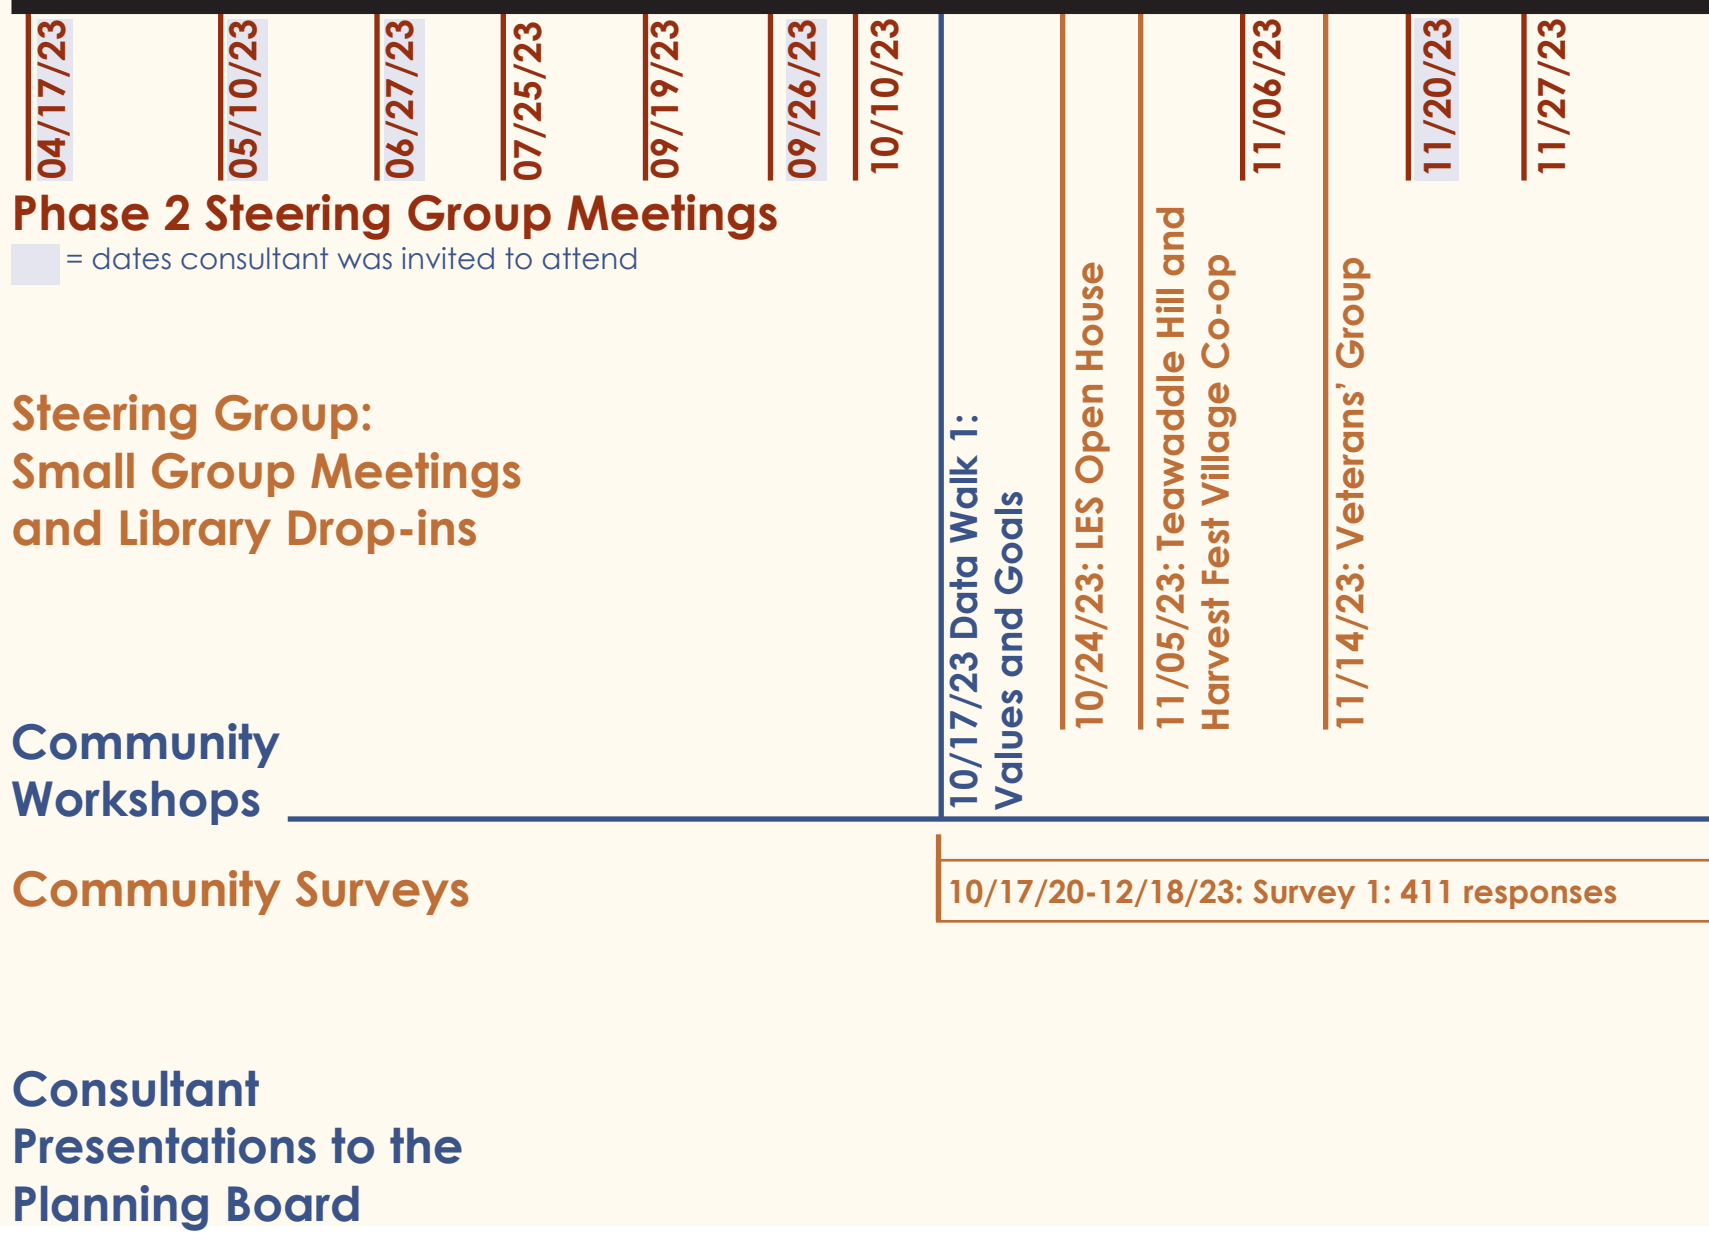 04/17/23
05/10/23
06/27/23
07/25/23
09/19/23
09/26/23
10/10/23
11/06/23
11/20/23
11/27/23
Phase 2 Steering Group Meetings
= dates consultant was invited to attend
Steering Group:
Small Group Meetings
and Library Drop-ins
10/24/23: LES Open House
11/05/23: Teawaddle Hill and
Harvest Fest Village Co-op
11/14/23: Veterans’ Group
Community
Workshops
10/17/23 Data Walk 1:
Values and Goals
Community Surveys
10/17/20-12/18/23: Survey 1: 411 responses
Consultant
Presentations to the
Planning Board